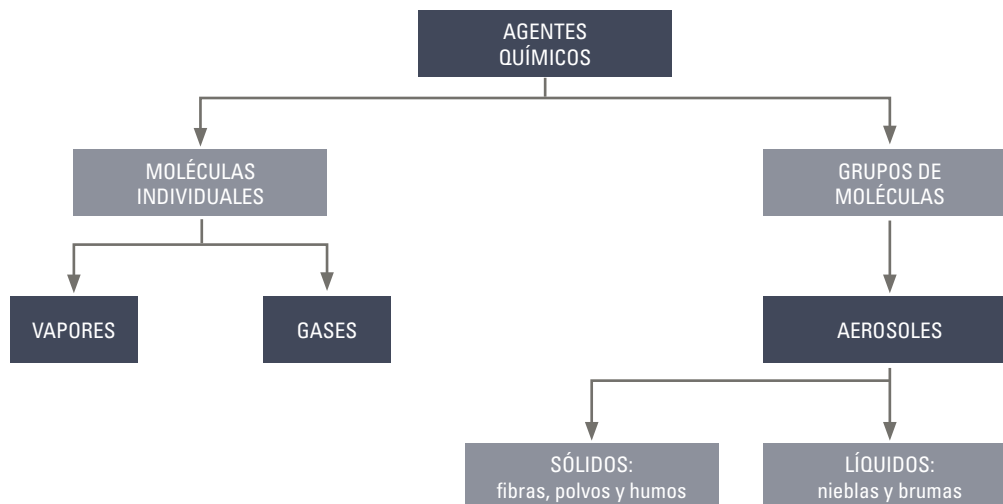 AGENTES
QUÍMICOS
MOLÉCULAS
INDIVIDUALES
GRUPOS DE
MOLÉCULAS
VAPORES
GASES
AEROSOLES
SÓLIDOS:
fibras, polvos y humos
LÍQUIDOS:
nieblas y brumas